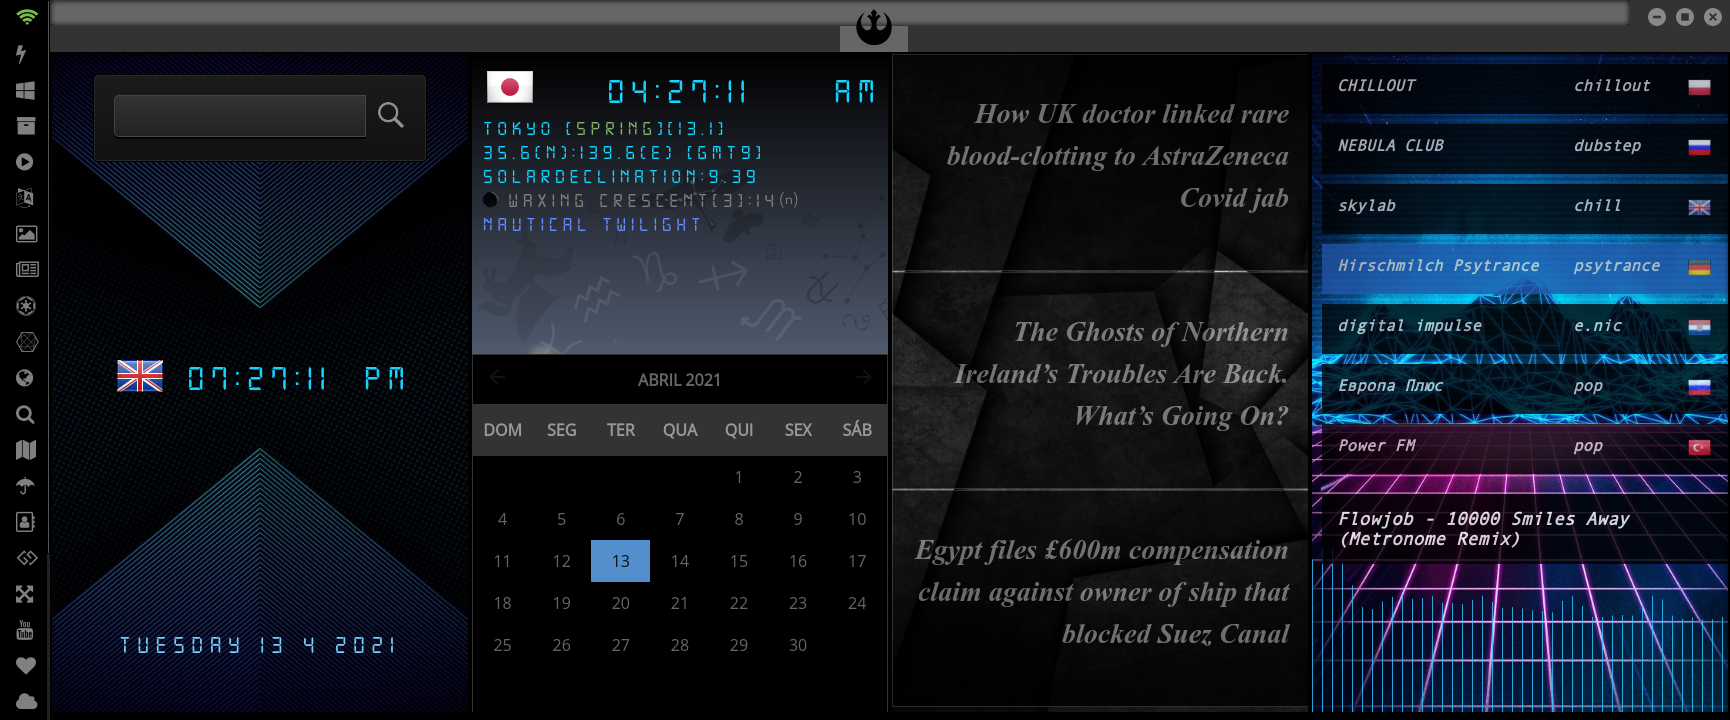 07:27:11 PM
TUESDAY 13 4 2021
04:27:11 AM
TOKYO [SPRING][13.1]
35.6(N):139.6(E) [GMT9]
SOLARDECLINATION:9.39
WAXING CRESCENT[3]:14(n)
NAUTICAL TWILIGHT
ABRIL 2021
DOM SEG TER QUA QUI SEX SÁB
1 2 3
4 5 6 7 8 9 10
11 12 13 14 15 16 17
18 19 20 21 22 23 24
25 26 27 28 29 30
How UK doctor linked rare
blood-clotting to AstraZeneca
Covid jab
The Ghosts of Northern
Ireland’s Troubles Are Back.
What’s Going On?
Egypt files £600m compensation
claim against owner of ship that
blocked Suez Canal
CHILLOUT chillout
NEBULA CLUB dubstep
skylab chill
Hirschmilch Psytrance psytrance
digital impulse e.nic
Европа Плюс pop
Power FM pop
Flowjob - 10000 Smiles Away
(Metronome Remix)
You
Tube